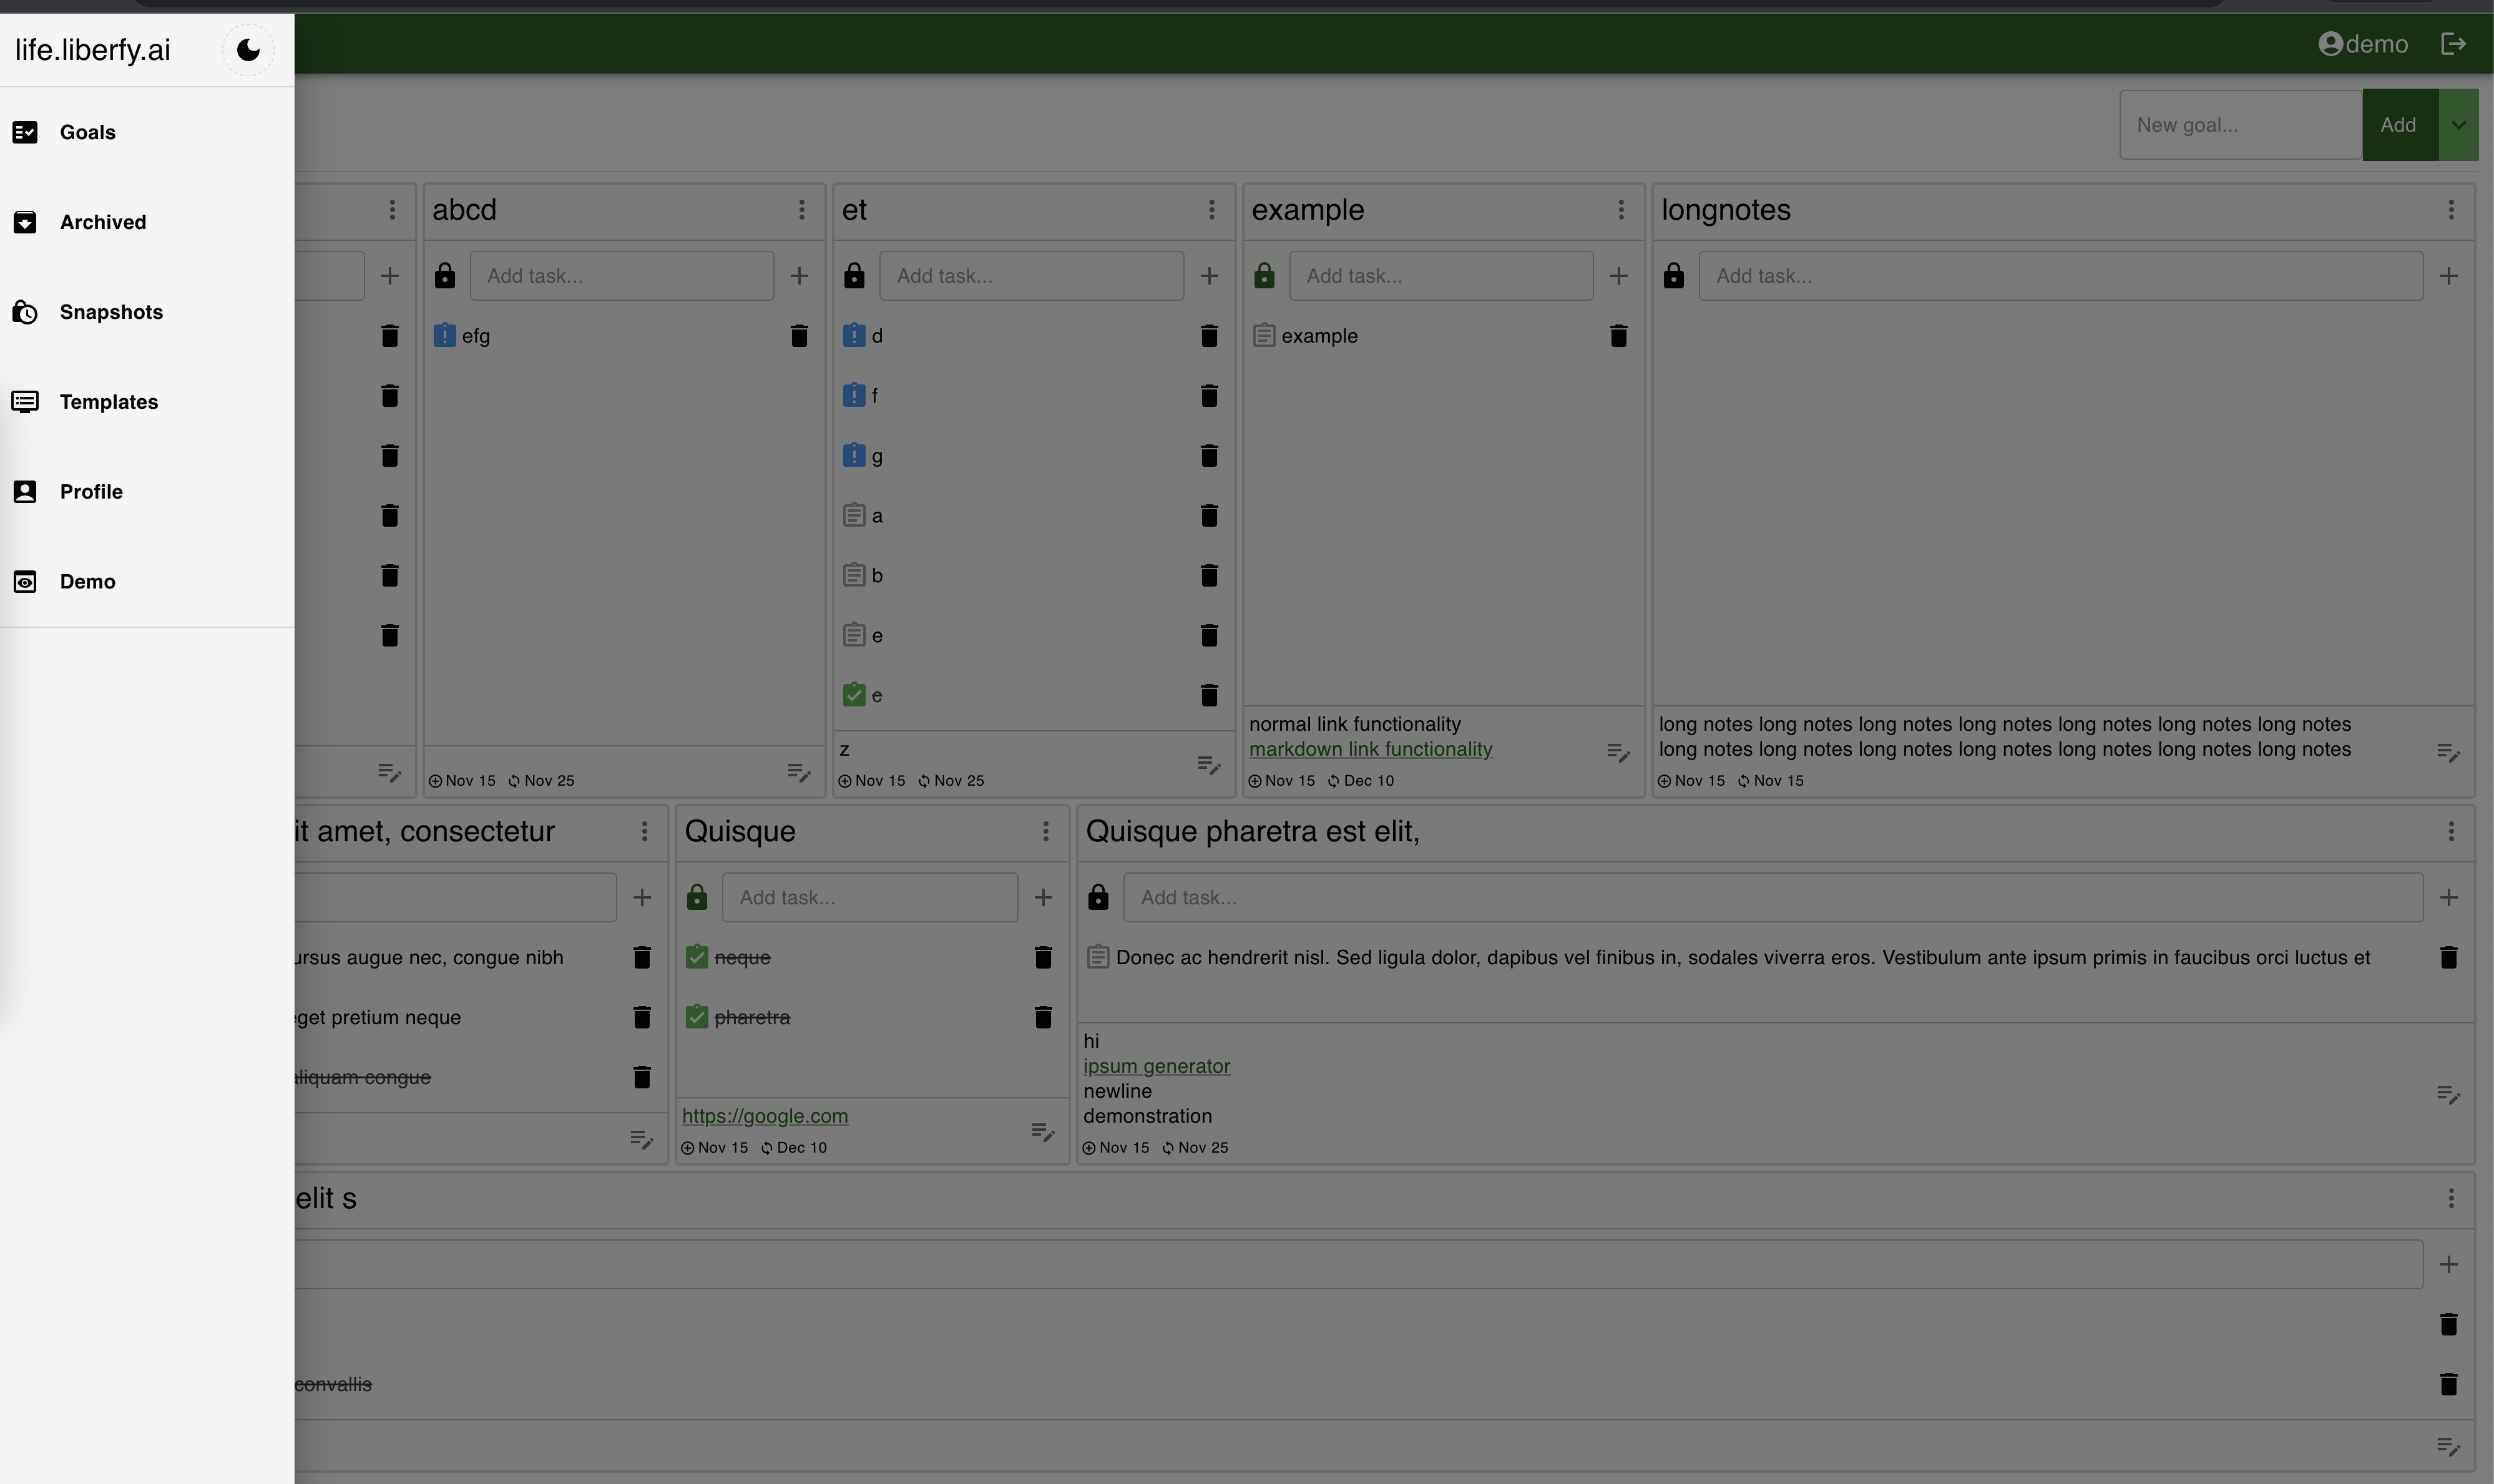 life.liberfy.ai
demo
Goals
Archived
Snapshots
Templates
Profile
Demo
New goal...
Add
abcd
Add task...
efg
Nov 15 Nov 25
et
Add task...
d
f
g
a
b
e
e
z
Nov 15 Nov 25
example
Add task...
example
normal link functionality
markdown link functionality
Nov 15 Dec 10
longnotes
Add task...
long notes long notes long notes long notes long notes long notes long notes
long notes long notes long notes long notes long notes long notes long notes
Nov 15 Nov 15
it amet, consectetur
ursus augue nec, congue nibh
eget pretium neque
aliquam congue
Quisque
Add task...
neque
pharetra
https://google.com
Nov 15 Dec 10
Quisque pharetra est elit,
Add task...
Donec ac hendrerit nisl. Sed ligula dolor, dapibus vel finibus in, sodales viverra eros. Vestibulum ante ipsum primis in faucibus orci luctus et
hi
ipsum generator
newline
demonstration
Nov 15 Nov 25
elit s
convallis